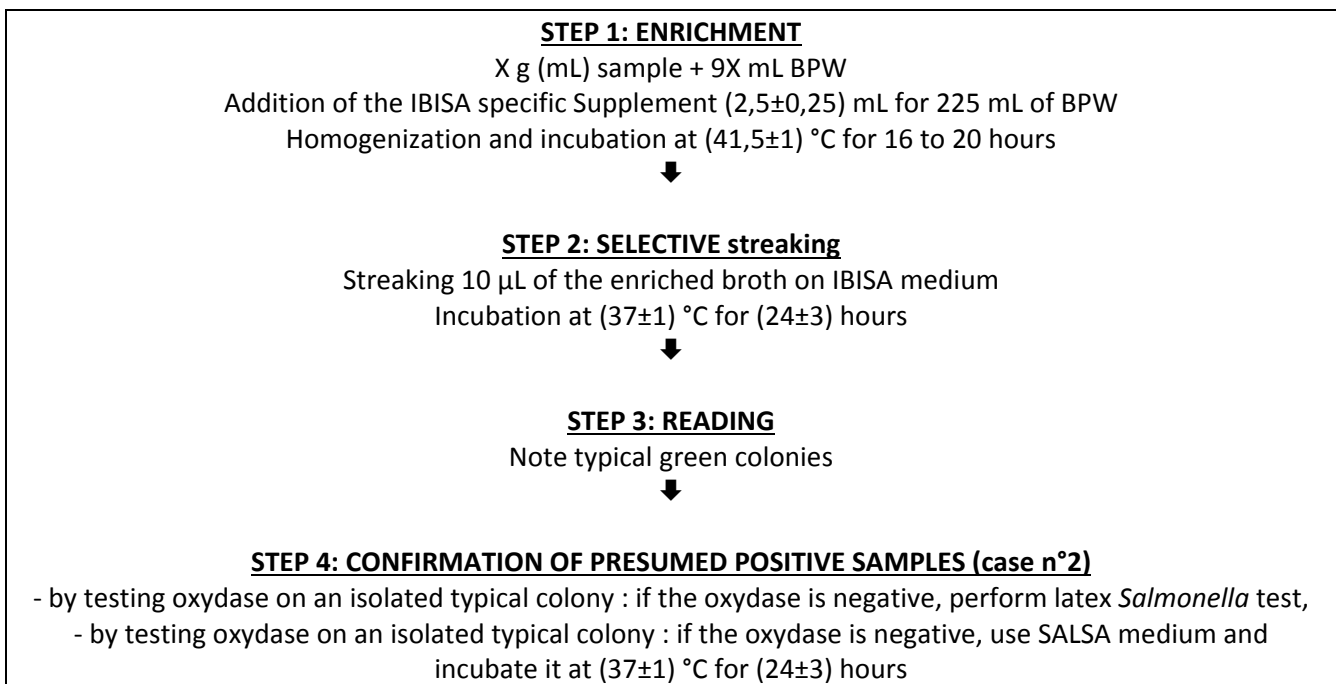 STEP 1: ENRICHMENT
X g (mL) sample + 9X mL BPW
Addition of the IBISA specific Supplement (2,5±0,25) mL for 225 mL of BPW
Homogenization and incubation at (41,5±1) °C for 16 to 20 hours
STEP 2: SELECTIVE streaking
Streaking 10 µL of the enriched broth on IBISA medium
Incubation at (37±1) °C for (24±3) hours
STEP 3: READING
Note typical green colonies
STEP 4: CONFIRMATION OF PRESUMED POSITIVE SAMPLES (case n°2)
- by testing oxydase on an isolated typical colony : if the oxydase is negative, perform latex Salmonella test,
- by testing oxydase on an isolated typical colony : if the oxydase is negative, use SALSA medium and
incubate it at (37±1) °C for (24±3) hours